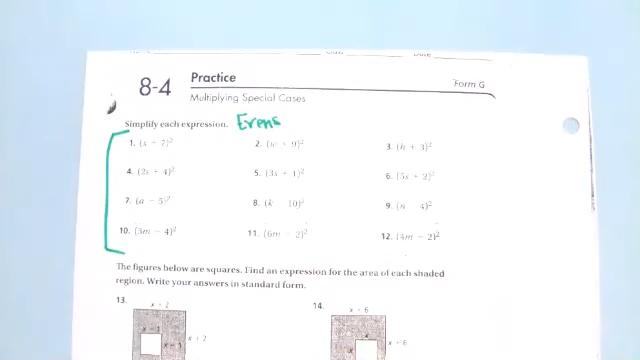 8-4 Practice Form G
Multiplying Special Cases
Simplify each expression. Evens
1. (s + 7)² 2. (w + 9)² 3. (h + 3)²
4. (2s + 4)² 5. (3s + 1)² 6. (5s + 2)²
7. (a − 5)² 8. (k − 10)² 9. (n − 4)²
10. (3m − 4)² 11. (6m − 2)² 12. (4m − 2)²
The figures below are squares. Find an expression for the area of each shaded
region. Write your answers in standard form.
13. x + 2 14. x + 6
x x + 2 x + 6
x